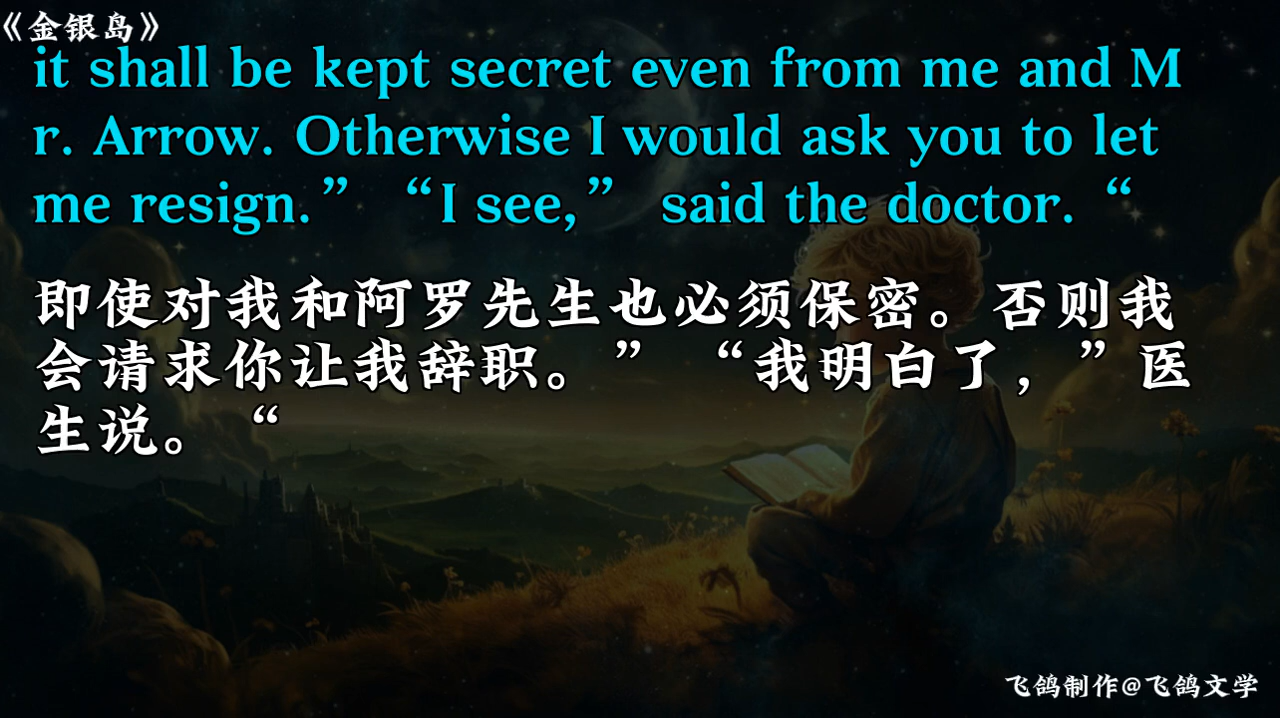 《金银岛》
it shall be kept secret even from me and M
r. Arrow. Otherwise I would ask you to let
me resign.” “I see,” said the doctor. “
即使对我和阿罗先生也必须保密。否则我
会请求你让我辞职。” “我明白了，”医
生说。 “
飞鸽制作@飞鸽文学